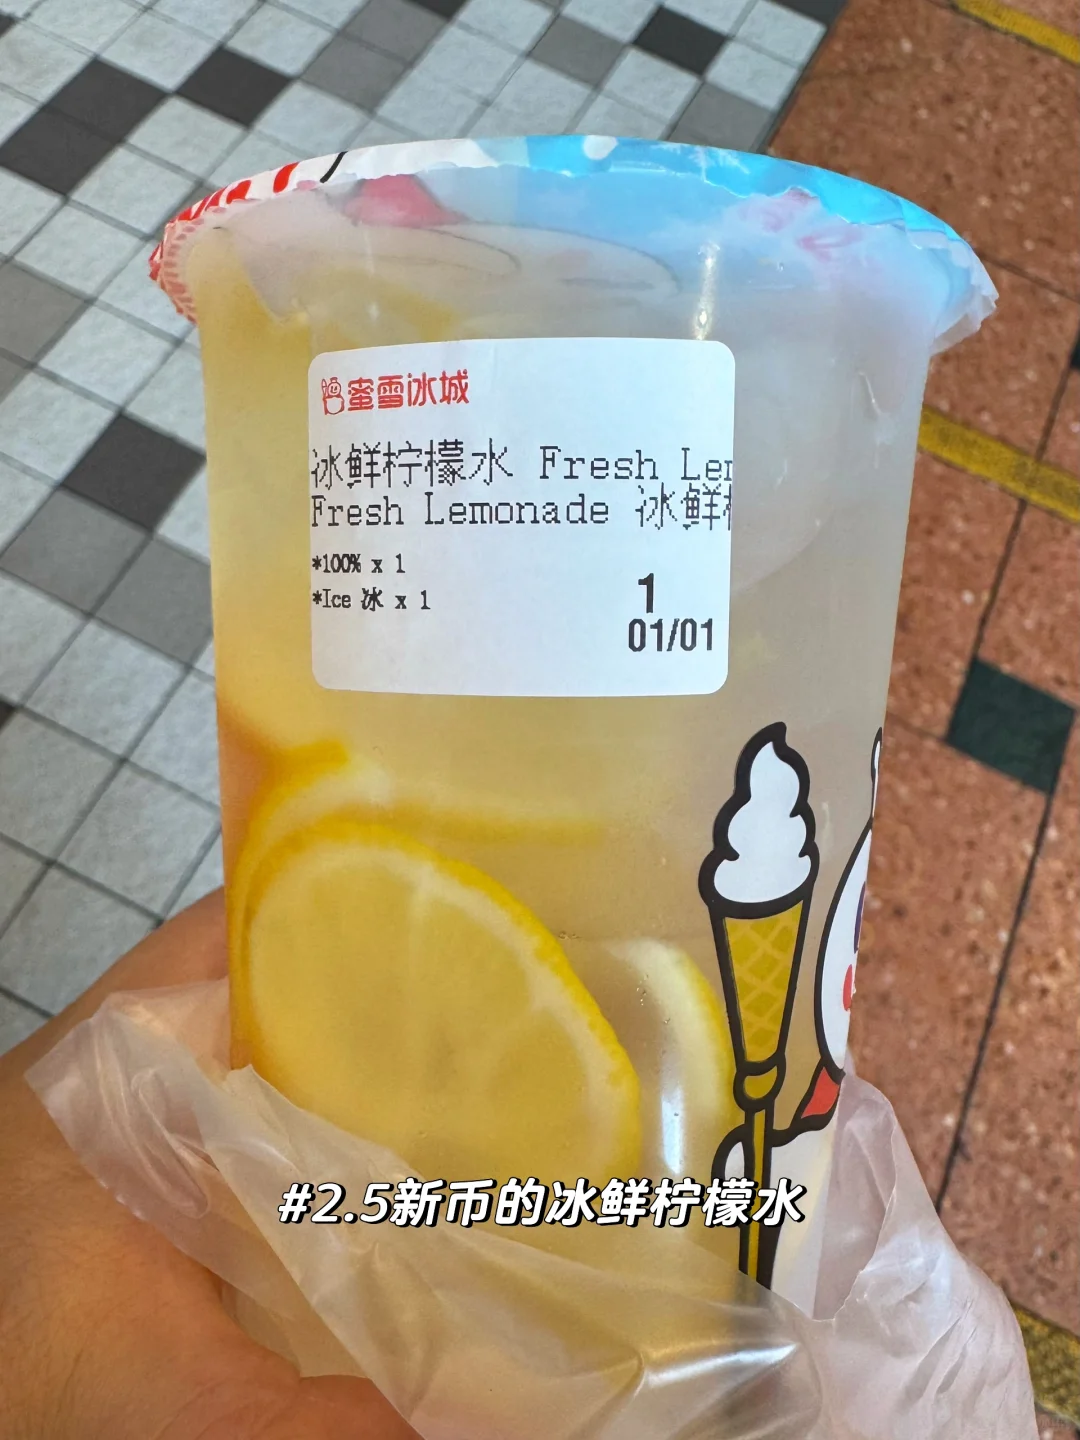 蜜雪冰城
冰鲜柠檬水 Fresh Le
Fresh Lemonade 冰鲜
*100% x 1
*Ice 冰 x 1
1
01/01
#2.5新币的冰鲜柠檬水